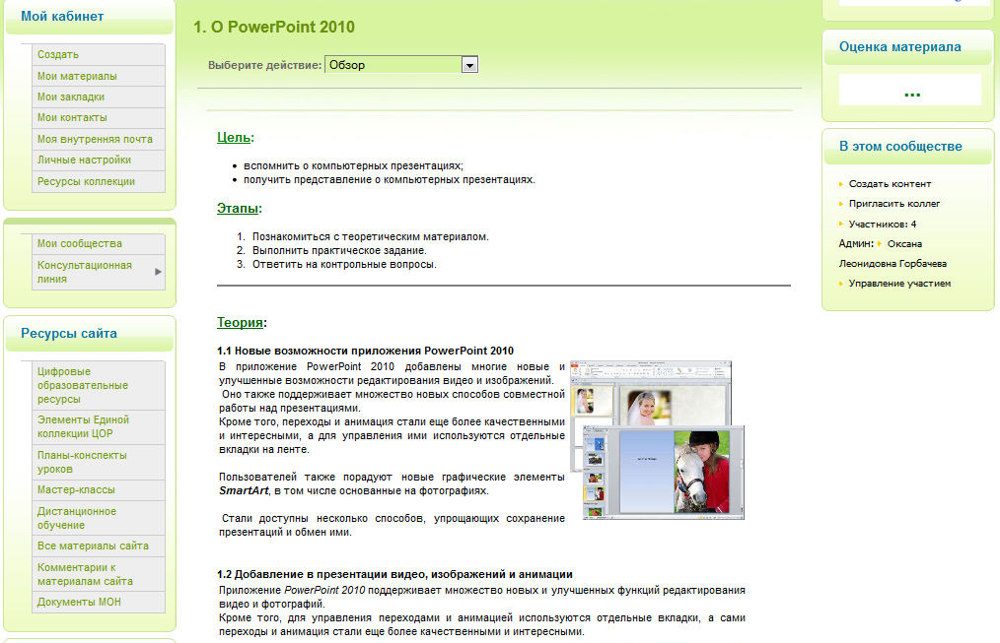 Мой кабинет
Создать
Мои материалы
Мои закладки
Мои контакты
Моя внутренняя почта
Личные настройки
Ресурсы коллекции
Мои сообщества
Консультационная
линия
Ресурсы сайта
Цифровые
образовательные
ресурсы
Элементы Единой
коллекции ЦОР
Планы-конспекты
уроков
Мастер-классы
Дистанционное
обучение
Все материалы сайта
Комментарии к
материалам сайта
Документы МОН
1. О PowerPoint 2010
Выберите действие: Обзор
Цель:
• вспомнить о компьютерных презентациях;
• получить представление о компьютерных презентациях.
Этапы:
1. Познакомиться с теоретическим материалом.
2. Выполнить практическое задание.
3. Ответить на контрольные вопросы.
Теория:
1.1 Новые возможности приложения PowerPoint 2010
В приложение PowerPoint 2010 добавлены многие новые и
улучшенные возможности редактирования видео и изображений.
Оно также поддерживает множество новых способов совместной
работы над презентациями.
Кроме того, переходы и анимация стали еще более качественными
и интересными, а для управления ими используются отдельные
вкладки на ленте.
Пользователей также порадуют новые графические элементы
SmartArt, в том числе основанные на фотографиях.
Стали доступны несколько способов, упрощающих сохранение
презентаций и обмен ими.
1.2 Добавление в презентации видео, изображений и анимации
Приложение PowerPoint 2010 поддерживает множество новых и улучшенных функций редактирования
видео и фотографий.
Кроме того, для управления переходами и анимацией используются отдельные вкладки, а сами
переходы и анимация стали еще более качественными и интересными.
Оценка материала
...
В этом сообществе
Создать контент
Пригласить коллег
Участников: 4
Админ: Оксана
Леонидовна Горбачева
Управление участием